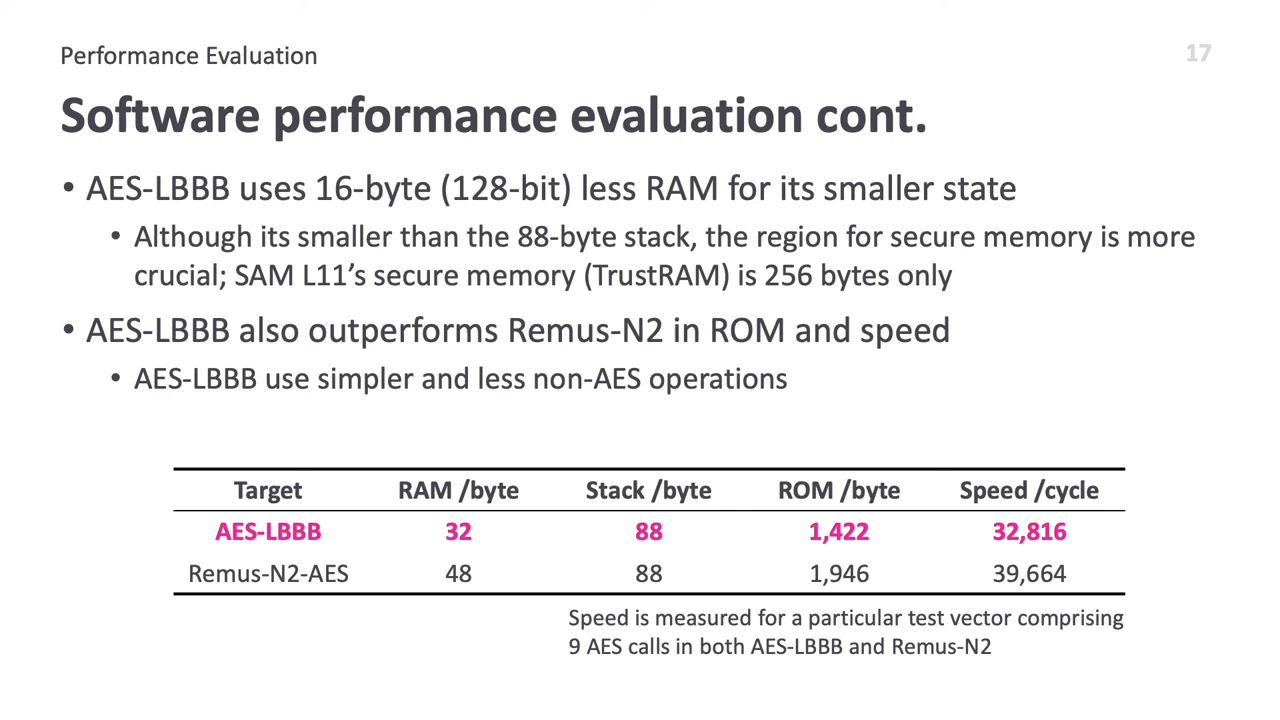 Performance Evaluation
17
Software performance evaluation cont.
• AES-LBBB uses 16-byte (128-bit) less RAM for its smaller state
• Although its smaller than the 88-byte stack, the region for secure memory is more
crucial; SAM L11’s secure memory (TrustRAM) is 256 bytes only
• AES-LBBB also outperforms Remus-N2 in ROM and speed
• AES-LBBB use simpler and less non-AES operations
Target RAM /byte Stack /byte ROM /byte Speed /cycle
AES-LBBB 32 88 1,422 32,816
Remus-N2-AES 48 88 1,946 39,664
Speed is measured for a particular test vector comprising
9 AES calls in both AES-LBBB and Remus-N2